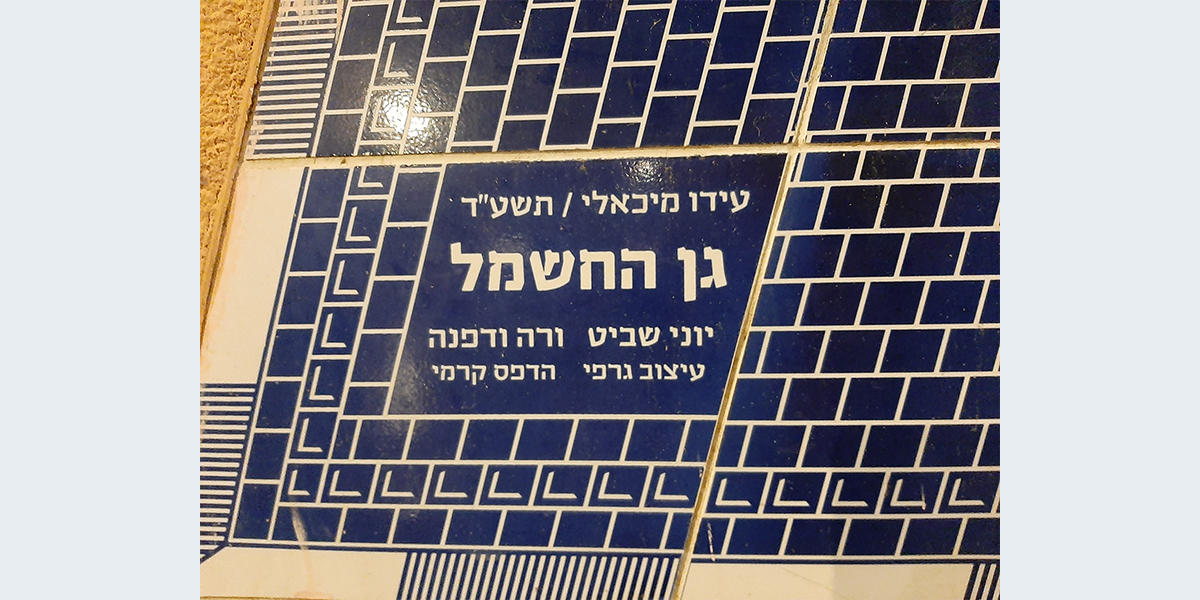 עידו מיכאלי / תשע"ד
גן החשמל
יוני שביט ורה ודפנה
עיצוב גרפי הדפס קרמי